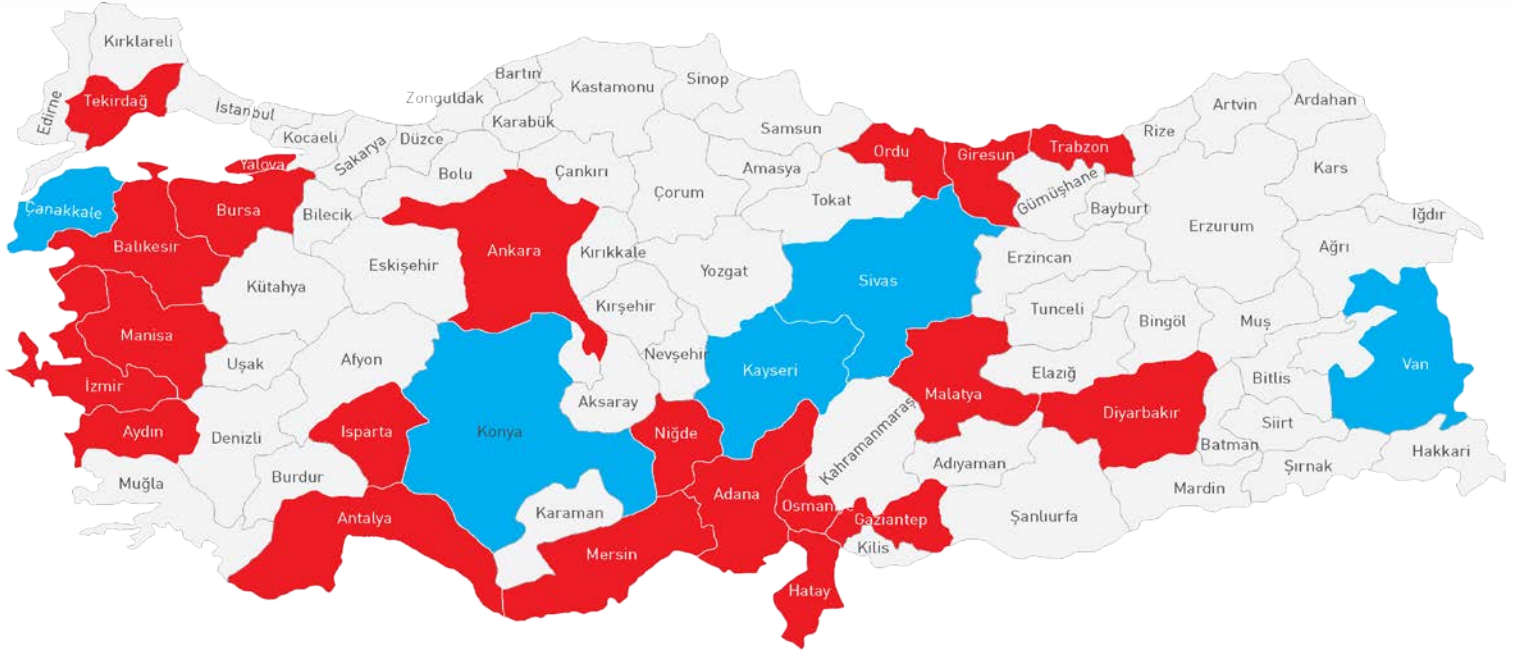 Kırklareli
Edirne
Tekirdağ
İstanbul
Kocaeli
Yalova
Sakarya
Düzce
Zonguldak
Bartın
Karabük
Kastamonu
Sinop
Samsun
Bolu
Çankırı
Çorum
Amasya
Tokat
Ordu
Giresun
Trabzon
Rize
Artvin
Ardahan
Kars
Gümüşhane
Bayburt
Erzurum
Iğdır
Ağrı
Çanakkale
Balıkesir
Bursa
Bilecik
Kütahya
Eskişehir
Ankara
Kırıkkale
Kırşehir
Yozgat
Sivas
Erzincan
Tunceli
Bingöl
Muş
Manisa
Uşak
Afyon
Nevşehir
Kayseri
Malatya
Elazığ
Bitlis
Van
İzmir
Aydın
Denizli
Isparta
Konya
Aksaray
Niğde
Kahramanmaraş
Adıyaman
Diyarbakır
Batman
Siirt
Şırnak
Hakkari
Muğla
Burdur
Antalya
Karaman
Mersin
Adana
Osmaniye
Gaziantep
Kilis
Hatay
Şanlıurfa
Mardin